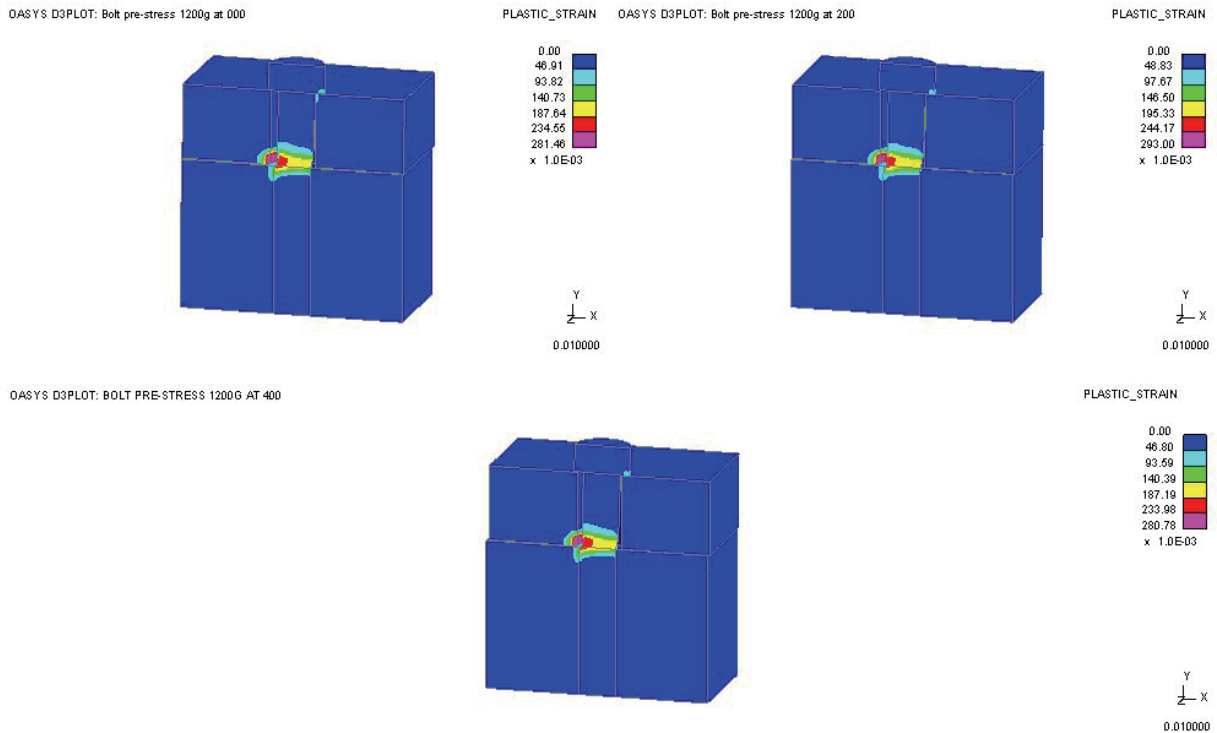 OASYS D3PLOT: Bolt pre-stress 1200g at 000
PLASTIC_STRAIN
0.00
46.91
93.82
140.73
187.64
234.55
281.46
x 1.0E-03
Y
Z X
0.010000
OASYS D3PLOT: Bolt pre-stress 1200g at 200
PLASTIC_STRAIN
0.00
48.83
97.67
146.50
195.33
244.17
293.00
x 1.0E-03
Y
Z X
0.010000
OASYS D3PLOT: BOLT PRE-STRESS 1200G AT 400
PLASTIC_STRAIN
0.00
46.80
93.59
140.39
187.19
233.98
280.78
x 1.0E-03
Y
Z X
0.010000